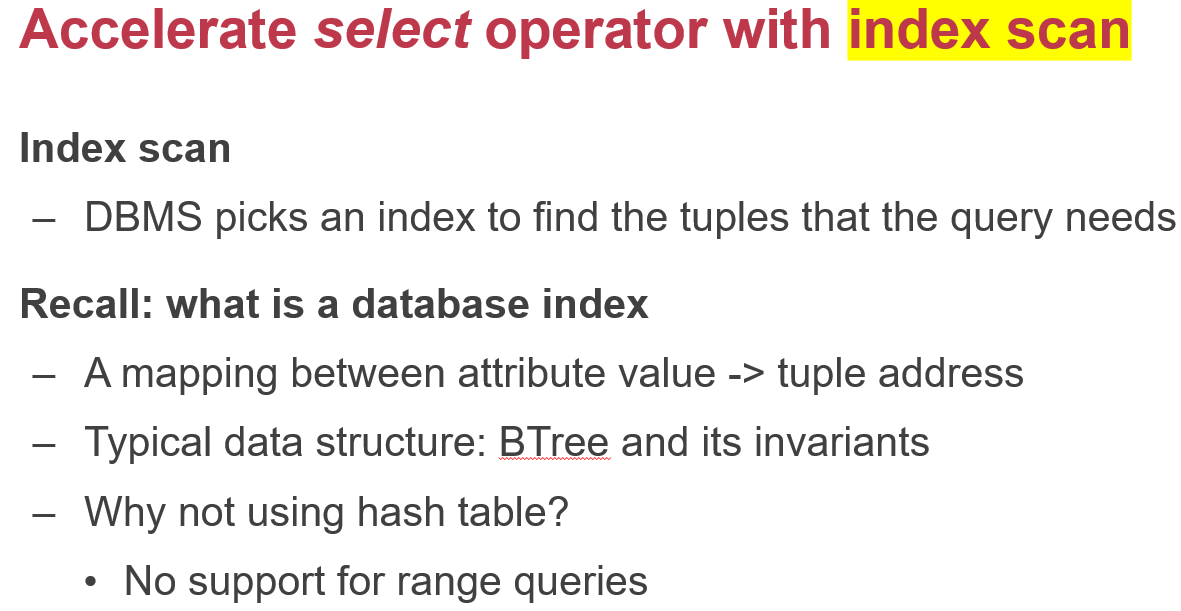 Accelerate select operator with index scan
Index scan
– DBMS picks an index to find the tuples that the query needs
Recall: what is a database index
– A mapping between attribute value -> tuple address
– Typical data structure: BTree and its invariants
– Why not using hash table?
• No support for range queries